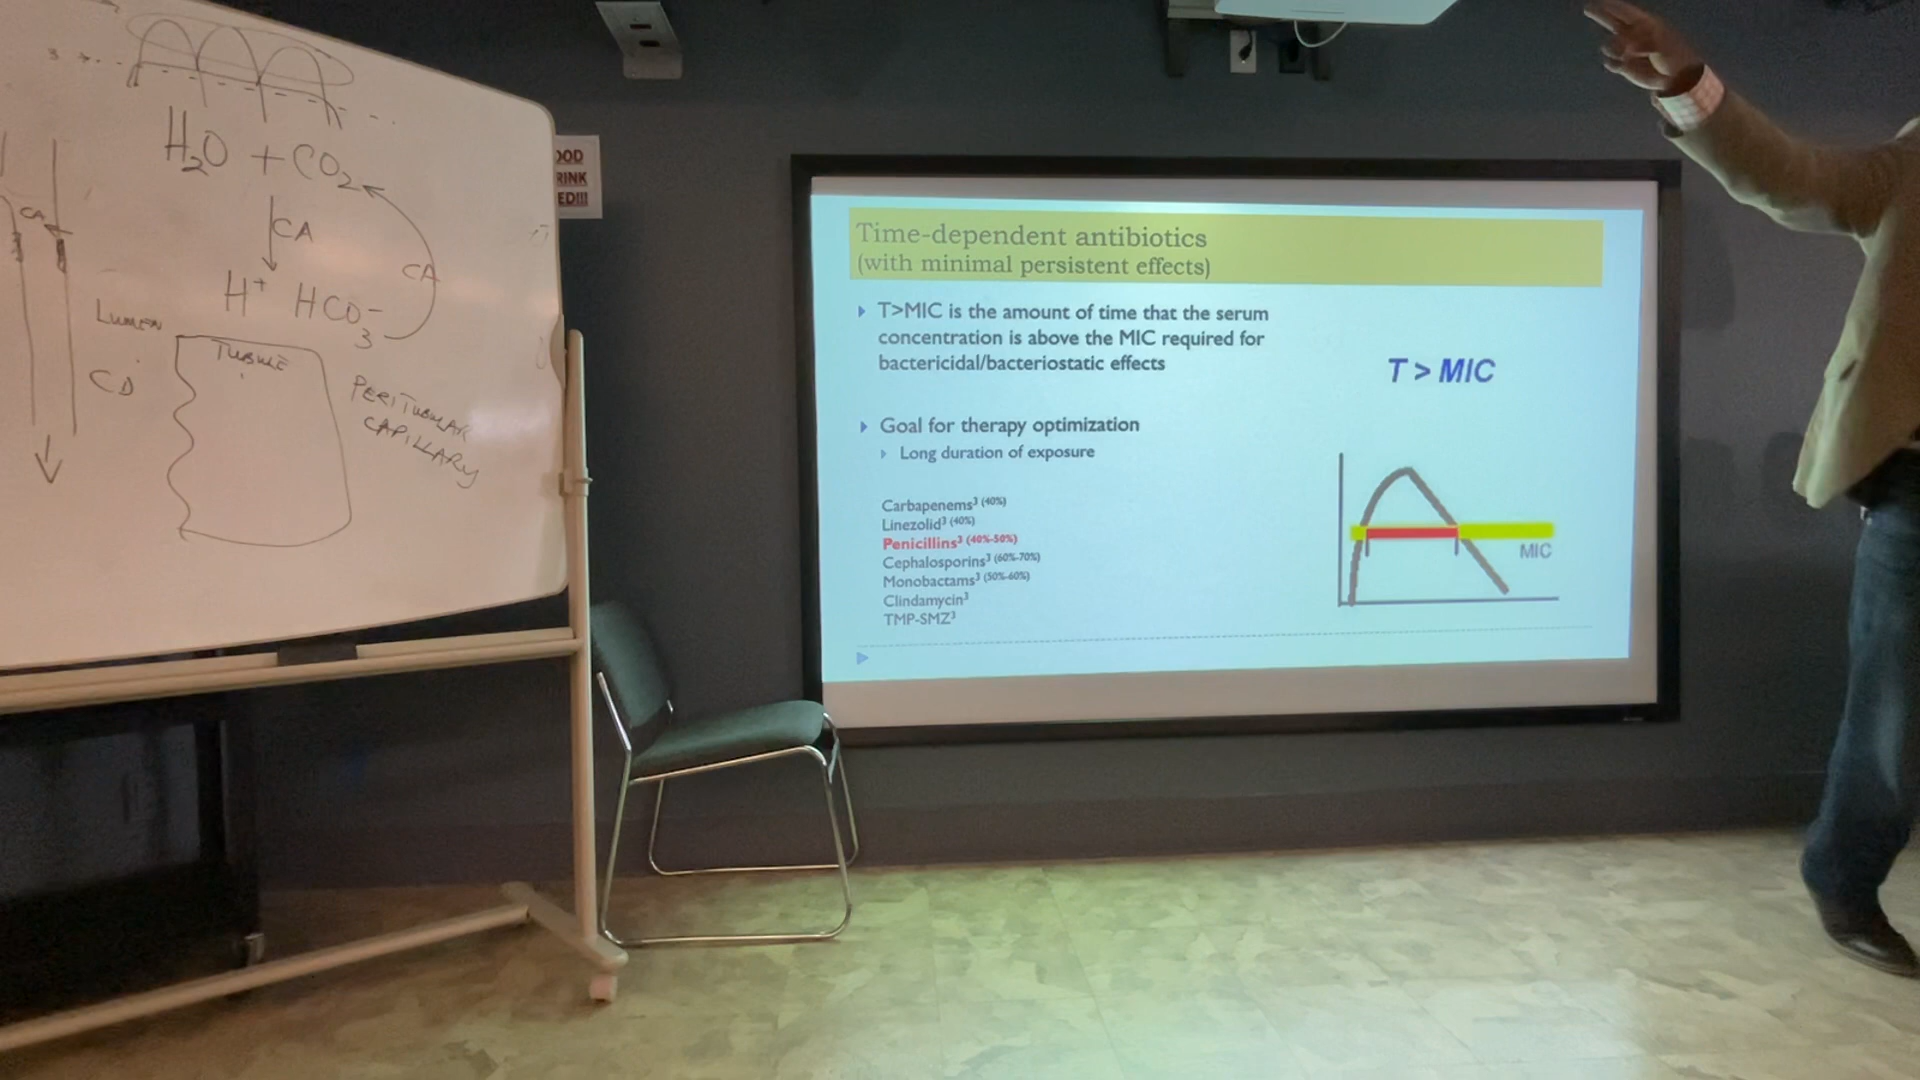 H₂O + CO₂
CA
CA
CA
H⁺ HCO₃⁻
LUMEN
TUBULE
CD
PERITUBULAR
CAPILLARY
OOD
RINK
ED!!!
Time-dependent antibiotics
(with minimal persistent effects)
T>MIC is the amount of time that the serum
concentration is above the MIC required for
bactericidal/bacteriostatic effects
T > MIC
Goal for therapy optimization
Long duration of exposure
Carbapenems³ (40%)
Linezolid³ (40%)
Penicillins³ (40%-50%)
Cephalosporins³ (60%-70%)
Monobactams³ (50%-60%)
Clindamycin³
TMP-SMZ³
MIC